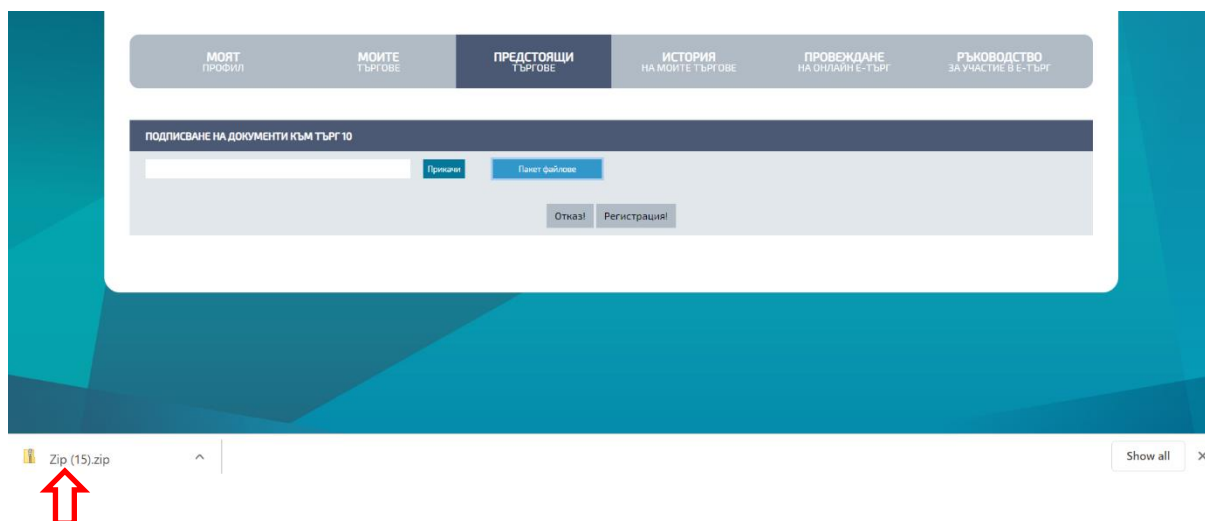 МОЯТ
ПРОФИЛ
МОИТЕ
ТЪРГОВЕ
ПРЕДСТОЯЩИ
ТЪРГОВЕ
ИСТОРИЯ
НА МОИТЕ ТЪРГОВЕ
ПРОВЕЖДАНЕ
НА ОНЛАЙН Е-ТЪРГ
РЪКОВОДСТВО
ЗА УЧАСТИЕ В Е-ТЪРГ
ПОДПИСВАНЕ НА ДОКУМЕНТИ КЪМ ТЪРГ 10
Прикачи Пакет файлове
Отказ! Регистрация!
Zip (15).zip Show all